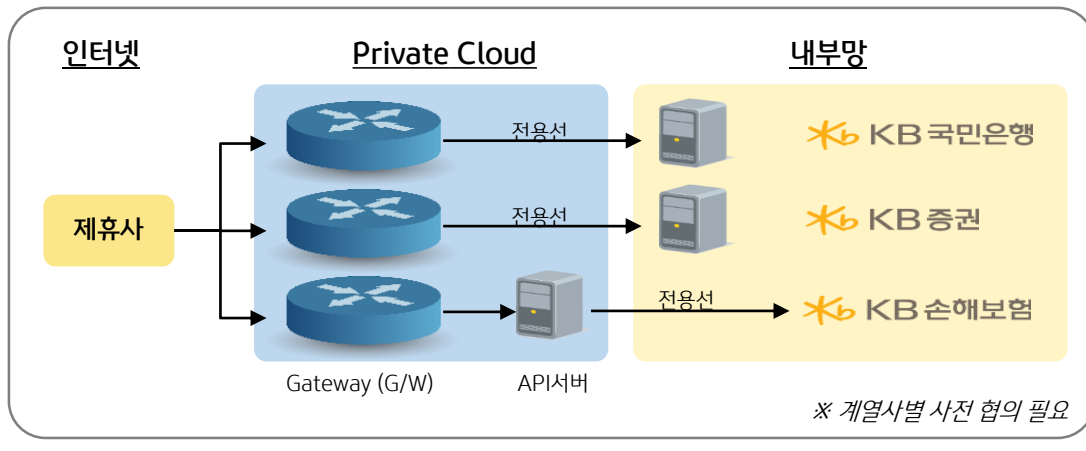 인터넷
Private Cloud
내부망
전용선
KB 국민은행
제휴사
전용선
KB 증권
전용선
KB 손해보험
Gateway (G/W)
API서버
※ 계열사별 사전 협의 필요